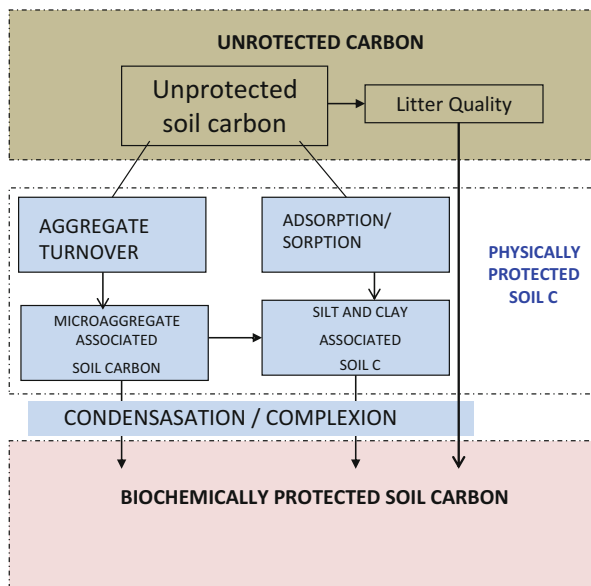 UNROTECTED CARBON
Unprotected
soil carbon
Litter Quality
AGGREGATE
TURNOVER
ADSORPTION/
SORPTION
PHYSICALLY
PROTECTED
SOIL C
MICROAGGREGATE
ASSOCIATED
SOIL CARBON
SILT AND CLAY
ASSOCIATED
SOIL C
CONDENSASATION / COMPLEXION
BIOCHEMICALLY PROTECTED SOIL CARBON